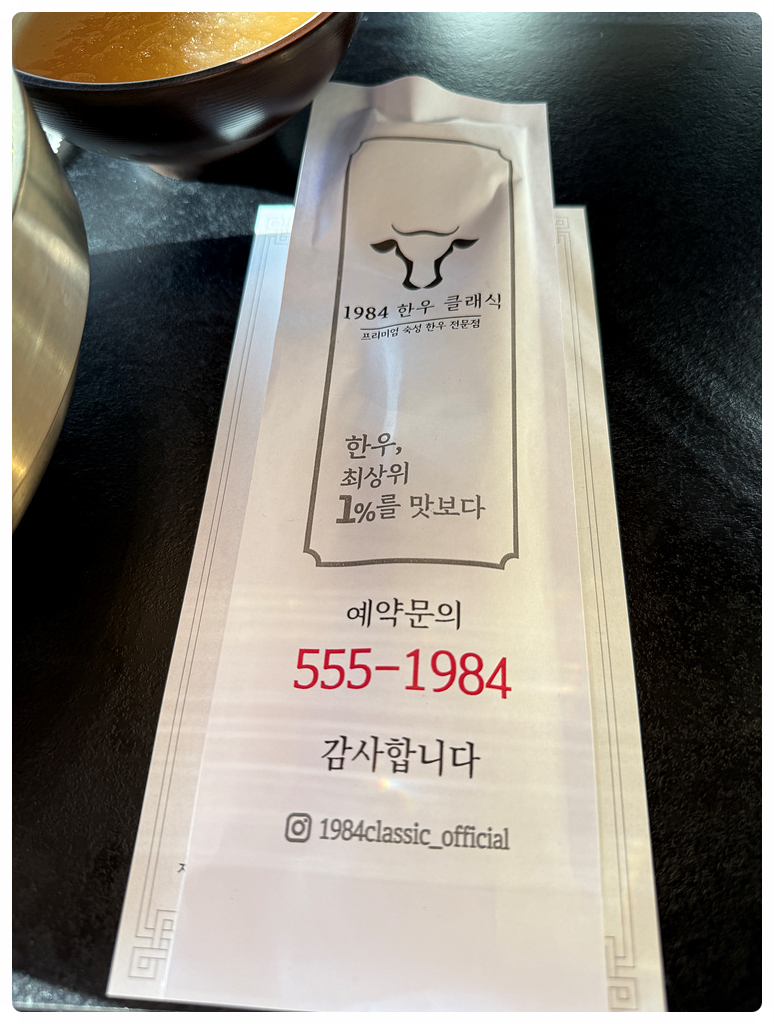 1984 한우 클래식
프리미엄 숙성 한우 전문점
한우,
최상위
1%를 맛보다
예약문의
555-1984
감사합니다
1984classic_official